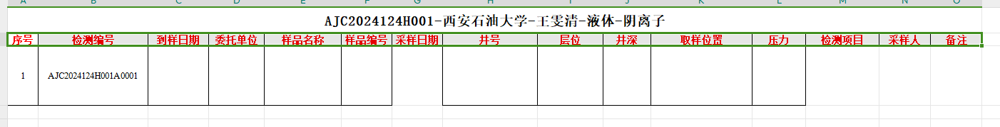 A B C D E F G H I J K L M N O
AJC2024124H001-西安石油大学-王雯清-液体-阴离子
序号 检测编号 到样日期 委托单位 样品名称 样品编号 采样日期 井号 层位 井深 取样位置 压力 检测项目 采样人 备注
1 AJC2024124H001A0001